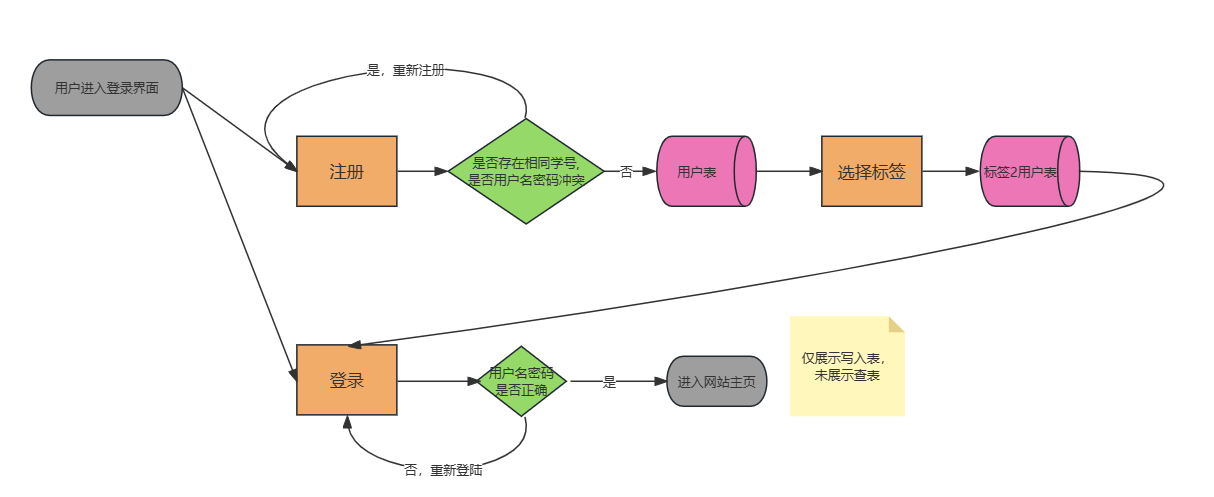 是，重新注册
用户进入登录界面
注册
是否存在相同学号,
是否用户名密码冲突
否
用户表
选择标签
标签2用户表
登录
用户名密码
是否正确
是
进入网站主页
仅展示写入表，
未展示查表
否，重新登陆